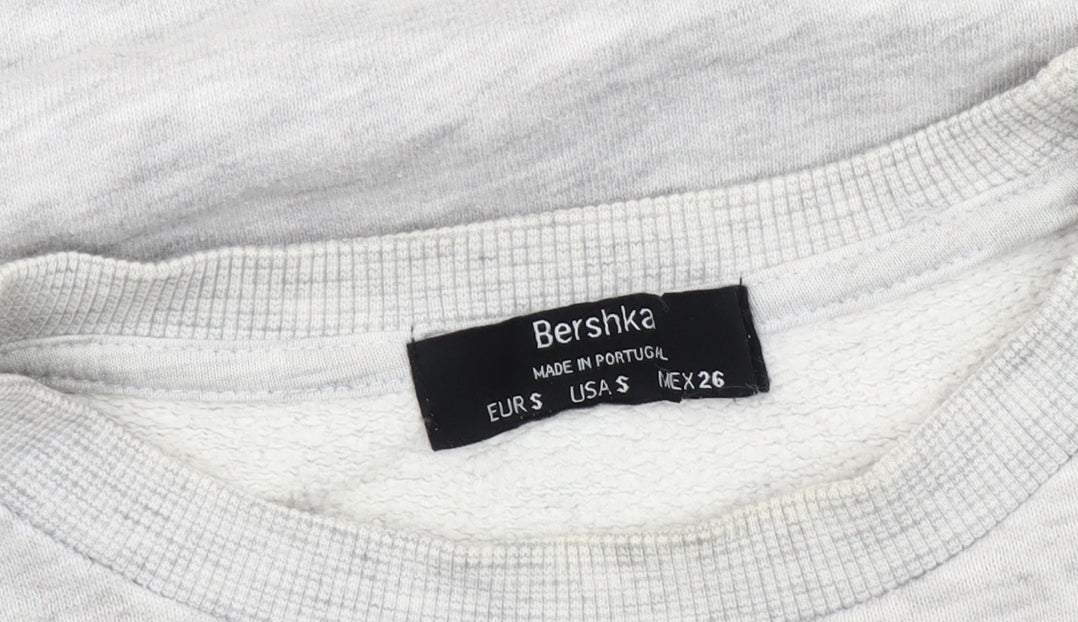 Bershka
MADE IN PORTUGAL
EUR S USA S MEX 26